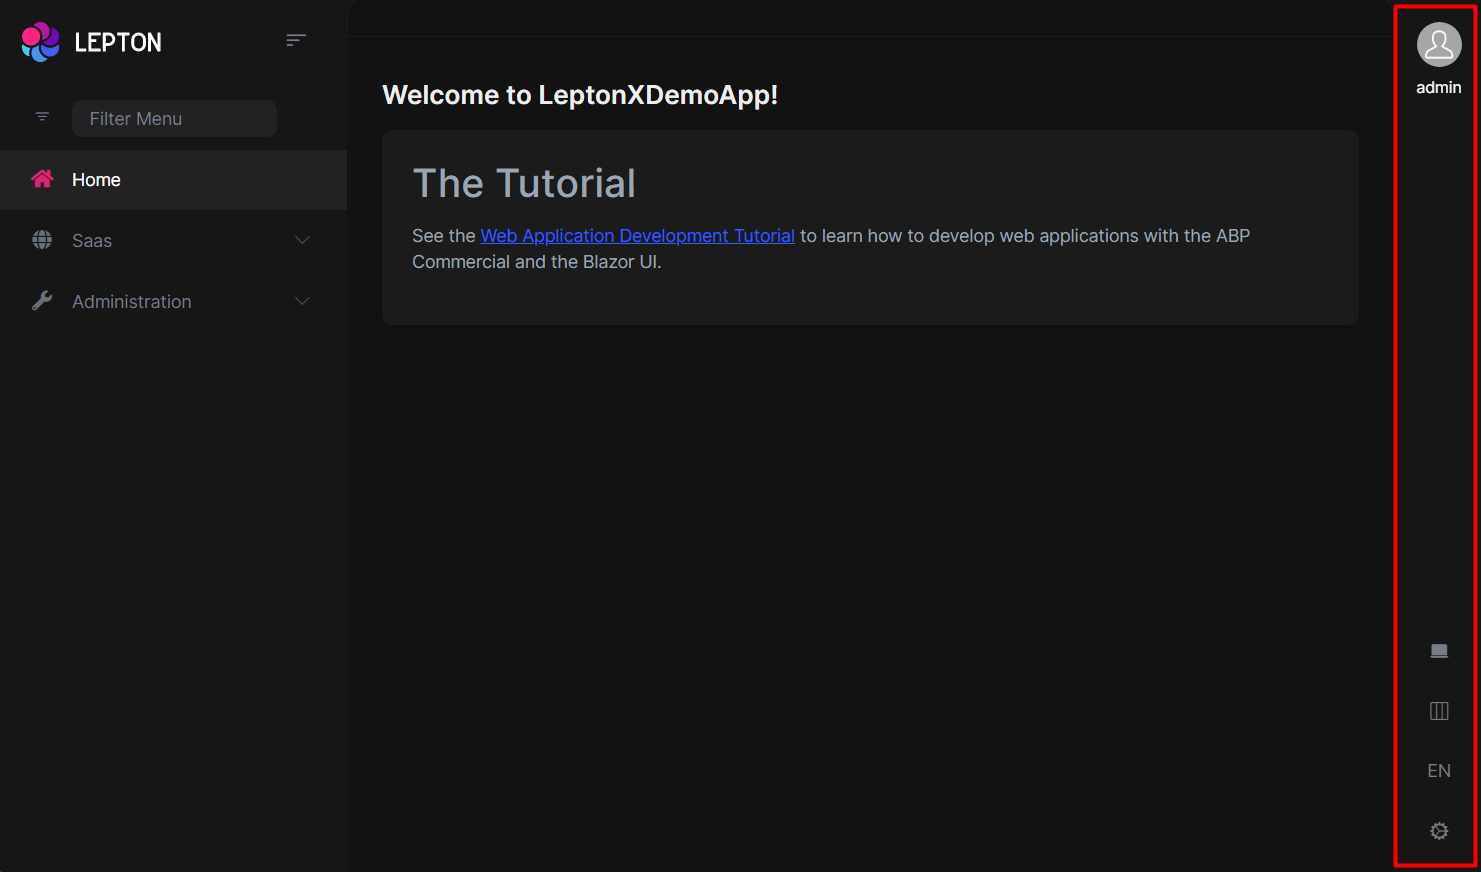 LEPTON
Filter Menu
Home
Saas
Administration
Welcome to LeptonXDemoApp!
The Tutorial
See the Web Application Development Tutorial to learn how to develop web applications with the ABP
Commercial and the Blazor UI.
admin
EN